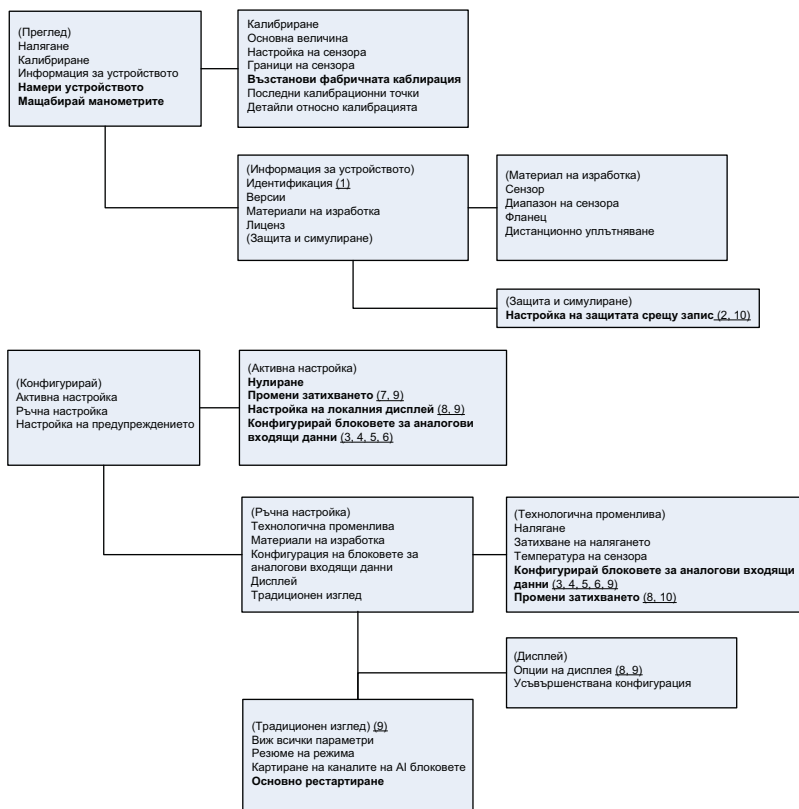 (Преглед)
Налягане
Калибриране
Информация за устройството
Намери устройството
Мащабирай манометрите
Калибриране
Основна величина
Настройка на сензора
Граници на сензора
Възстанови фабричната каблирация
Последни калибрационни точки
Детайли относно калибрацията
(Информация за устройството)
Идентификация (1)
Версии
Материали на изработка
Лиценз
(Защита и симулиране)
(Материал на изработка)
Сензор
Диапазон на сензора
Фланец
Дистанционно уплътняване
(Защита и симулиране)
Настройка на защитата срещу запис (2, 10)
(Конфигурирай)
Активна настройка
Ръчна настройка
Настройка на предупреждението
(Активна настройка)
Нулиране
Промени затихването (7, 9)
Настройка на локалния дисплей (8, 9)
Конфигурирай блоковете за аналогови
входящи данни (3, 4, 5, 6)
(Ръчна настройка)
Технологична променлива
Материали на изработка
Конфигурация на блоковете за
аналогови входящи данни
Дисплей
Традиционен изглед
(Технологична променлива)
Налягане
Затихване на налягането
Температура на сензора
Конфигурирай блоковете за аналогови входящи
данни (3, 4, 5, 6, 9)
Промени затихването (8, 10)
(Дисплей)
Опции на дисплея (8, 9)
Усъвършенствана конфигурация
(Традиционен изглед) (9)
Виж всички параметри
Резюме на режима
Картиране на каналите на AI блоковете
Основно рестартиране